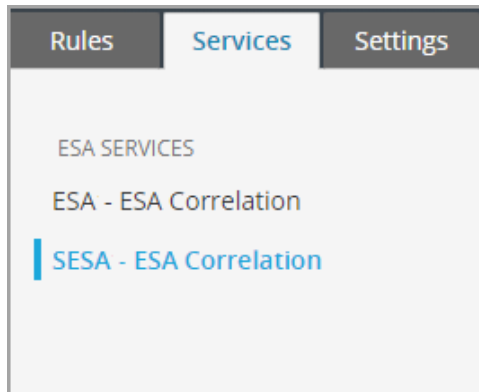 Rules Services Settings
ESA SERVICES
ESA - ESA Correlation
SESA - ESA Correlation